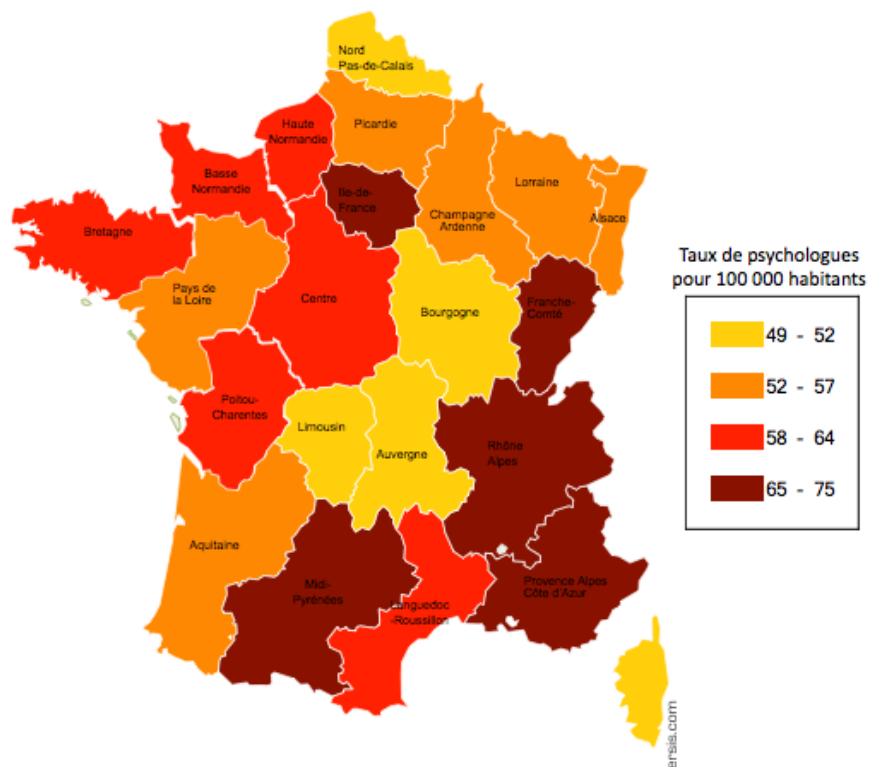 Nord
Pas-de-Calais
Haute
Normandie
Picardie
Basse
Normandie
Ile-de-
France
Champagne
Ardenne
Lorraine
Alsace
Bretagne
Pays de
la Loire
Centre
Bourgogne
Franche-
Comté
Poitou-
Charentes
Limousin
Auvergne
Rhône
Alpes
Aquitaine
Midi-
Pyrénées
Languedoc
-Roussillon
Provence Alpes
Côte d'Azur
Taux de psychologues
pour 100 000 habitants
49 - 52
52 - 57
58 - 64
65 - 75
ersis.com